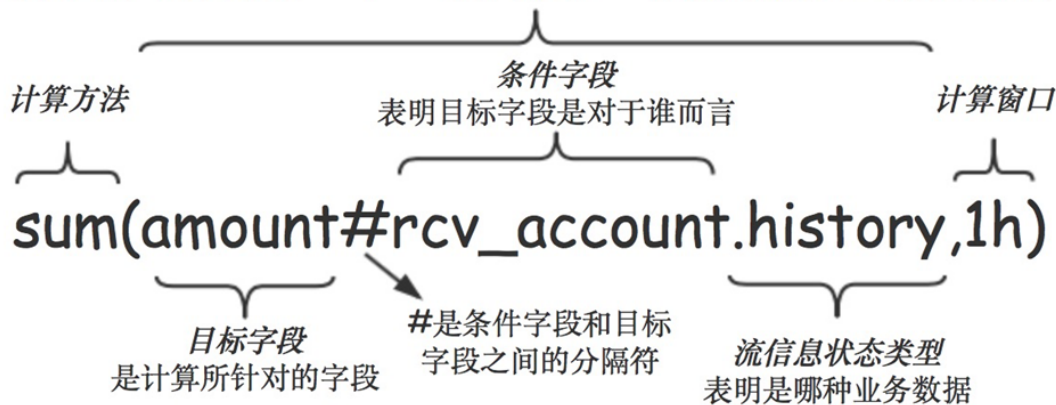 条件字段
计算方法
表明目标字段是对于谁而言
计算窗口
sum(amount#rcv_account.history,1h)
目标字段
是计算所针对的字段
#是条件字段和目标
字段之间的分隔符
流信息状态类型
表明是哪种业务数据